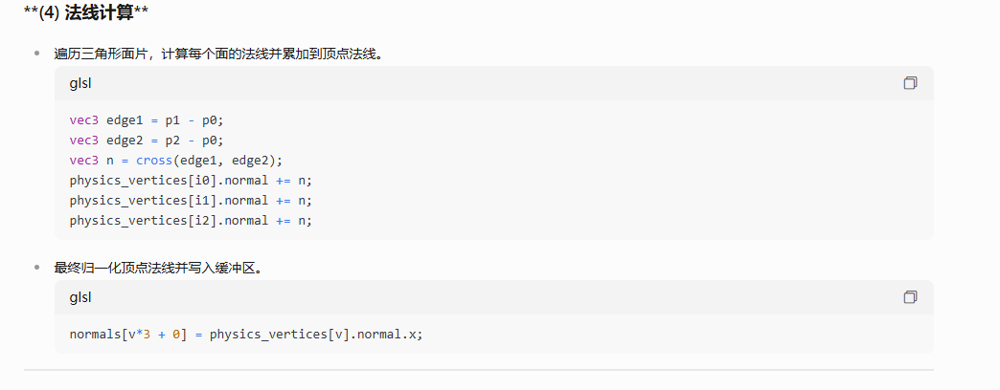 **(4) 法线计算**
遍历三角形面片，计算每个面的法线并累加到顶点法线。
glsl
vec3 edge1 = p1 - p0;
vec3 edge2 = p2 - p0;
vec3 n = cross(edge1, edge2);
physics_vertices[i0].normal += n;
physics_vertices[i1].normal += n;
physics_vertices[i2].normal += n;
最终归一化顶点法线并写入缓冲区。
glsl
normals[v*3 + 0] = physics_vertices[v].normal.x;